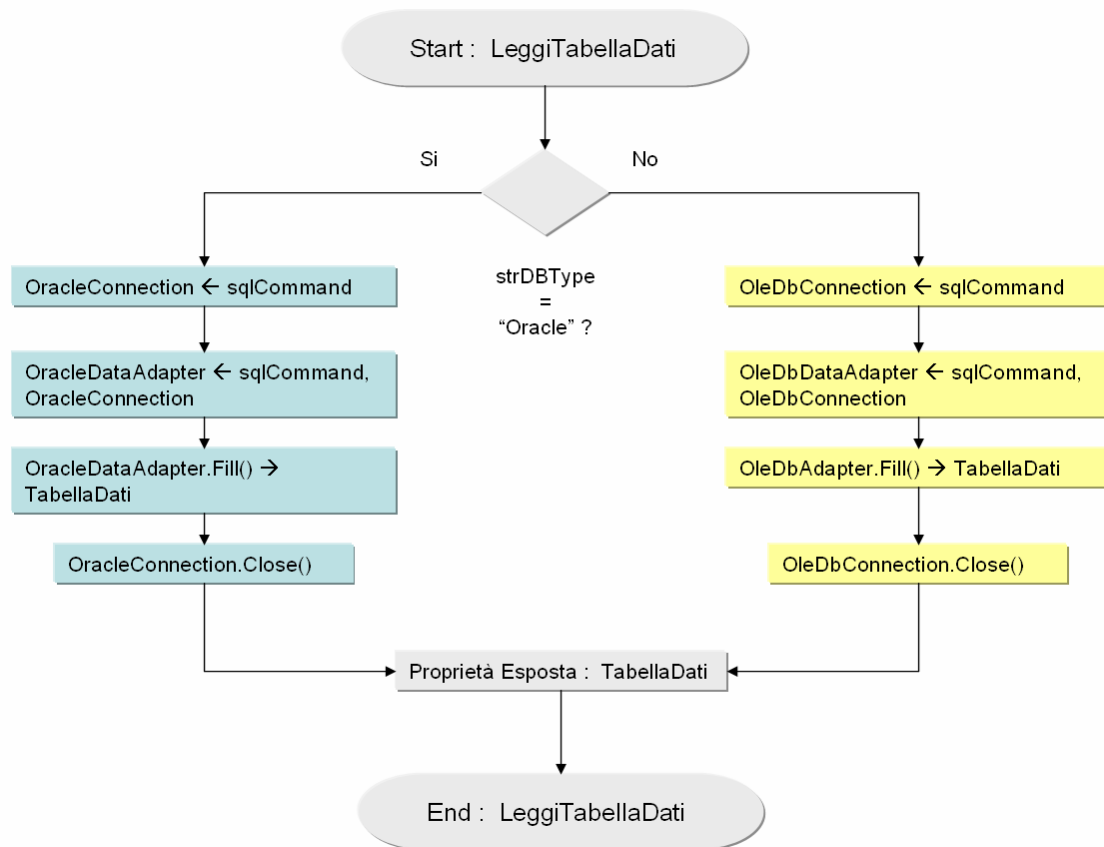 Start :  LeggiTabellaDati
Si
No
strDBType
=
“Oracle” ?
OracleConnection ← sqlCommand
OracleDataAdapter ← sqlCommand,
OracleConnection
OracleDataAdapter.Fill() →
TabellaDati
OracleConnection.Close()
OleDbConnection ← sqlCommand
OleDbDataAdapter ← sqlCommand,
OleDbConnection
OleDbAdapter.Fill() → TabellaDati
OleDbConnection.Close()
Proprietà Esposta :  TabellaDati
End :  LeggiTabellaDati